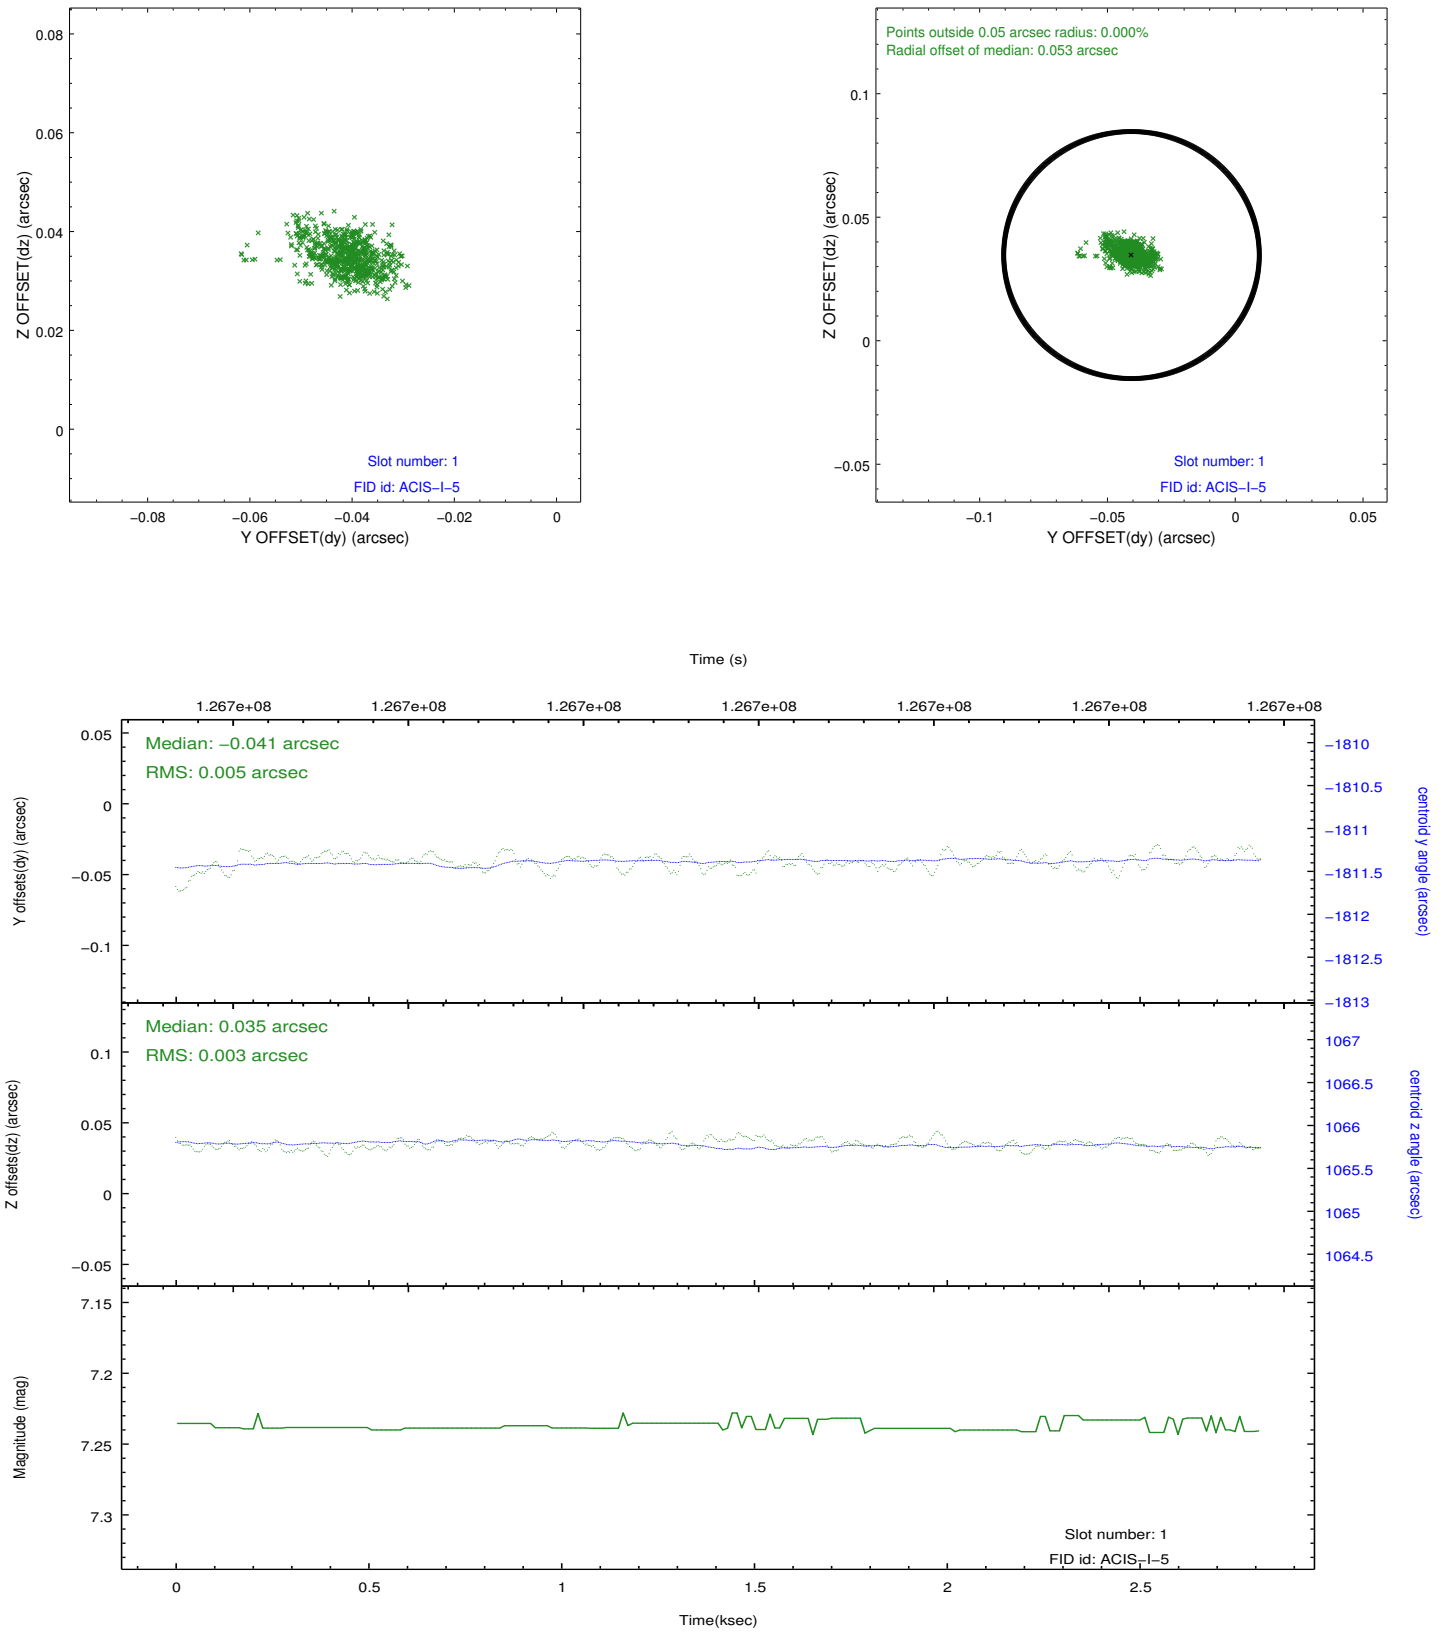 0.08
0.06
0.04
0.02
0
Z OFFSET(dz) (arcsec)
Slot number: 1
FID id: ACIS−I−5
−0.08 −0.06 −0.04 −0.02 0
Y OFFSET(dy) (arcsec)
Points outside 0.05 arcsec radius: 0.000%
Radial offset of median: 0.053 arcsec
0.1
0.05
0
−0.05
Z OFFSET(dz) (arcsec)
Slot number: 1
FID id: ACIS−I−5
−0.1 −0.05 0 0.05
Y OFFSET(dy) (arcsec)
Time (s)
1.267e+08 1.267e+08 1.267e+08 1.267e+08 1.267e+08 1.267e+08 1.267e+08
Median: −0.041 arcsec
RMS: 0.005 arcsec
0.05
0
−0.05
−0.1
Y offsets(dy) (arcsec)
−1810
−1810.5
−1811
−1811.5
−1812
−1812.5
−1813
centroid y angle (arcsec)
Median: 0.035 arcsec
RMS: 0.003 arcsec
0.1
0.05
0
−0.05
Z offsets(dz) (arcsec)
1067
1066.5
1066
1065.5
1065
1064.5
centroid z angle (arcsec)
7.15
7.2
7.25
7.3
Magnitude (mag)
Slot number: 1
FID id: ACIS−I−5
0 0.5 1 1.5 2 2.5
Time(ksec)